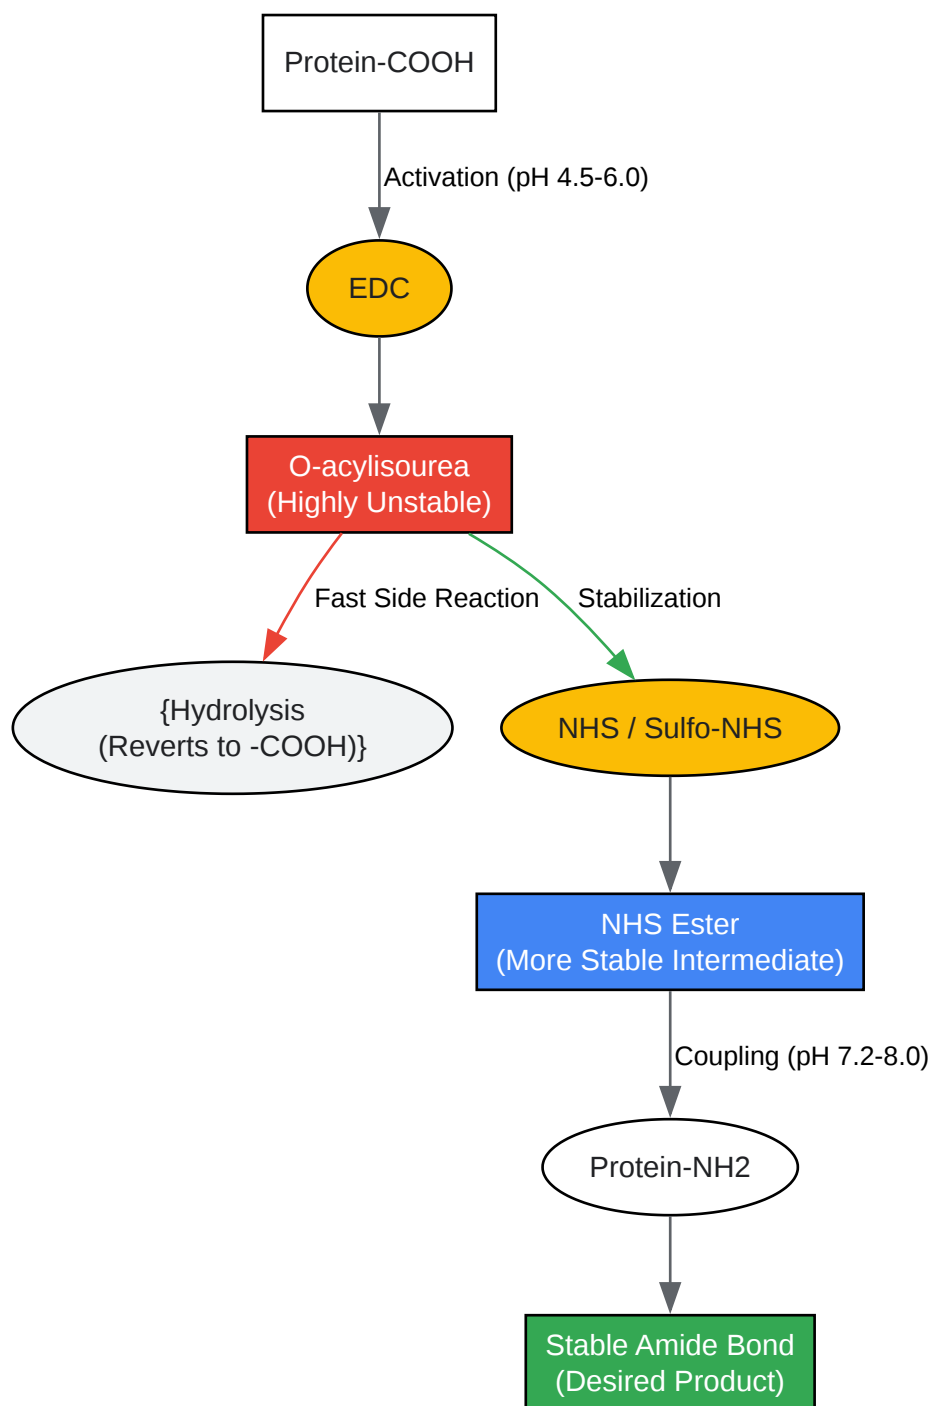 Protein-COOH
Activation (pH 4.5-6.0)
EDC
O-acylisourea
(Highly Unstable)
Fast Side Reaction
Stabilization
{Hydrolysis
(Reverts to -COOH)}
NHS / Sulfo-NHS
NHS Ester
(More Stable Intermediate)
Coupling (pH 7.2-8.0)
Protein-NH2
Stable Amide Bond
(Desired Product)